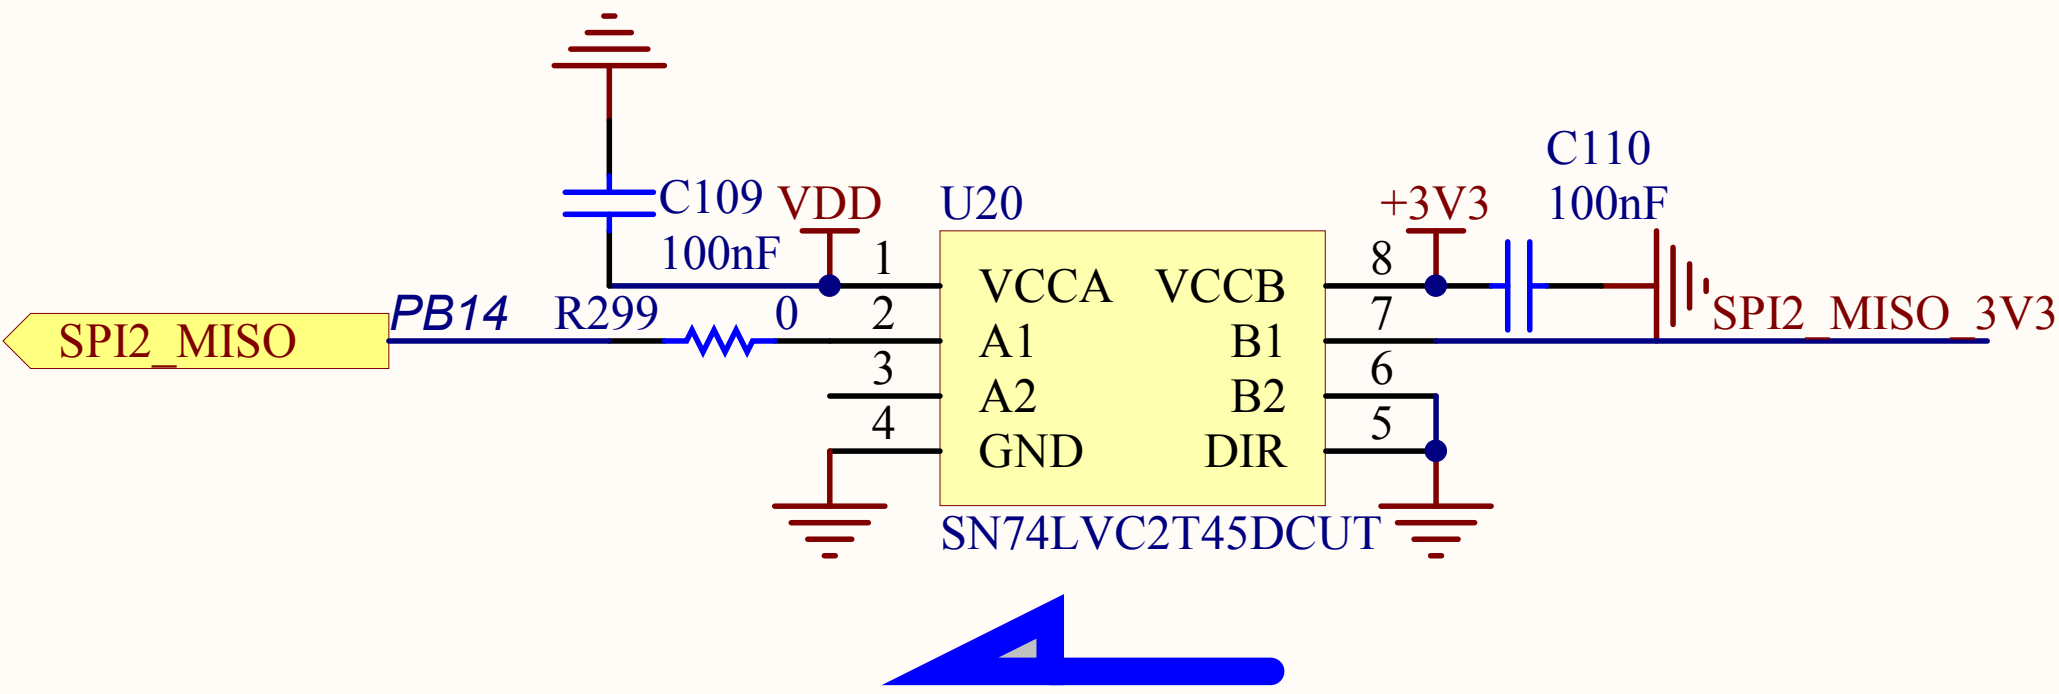 C110
C109 VDD U20 +3V3 100nF
100nF 1 8
VCCA VCCB
PB14 R299 0 2 7 SPI2_MISO_3V3
SPI2_MISO A1 B1
3 6
A2 B2
4 5
GND DIR
SN74LVC2T45DCUT